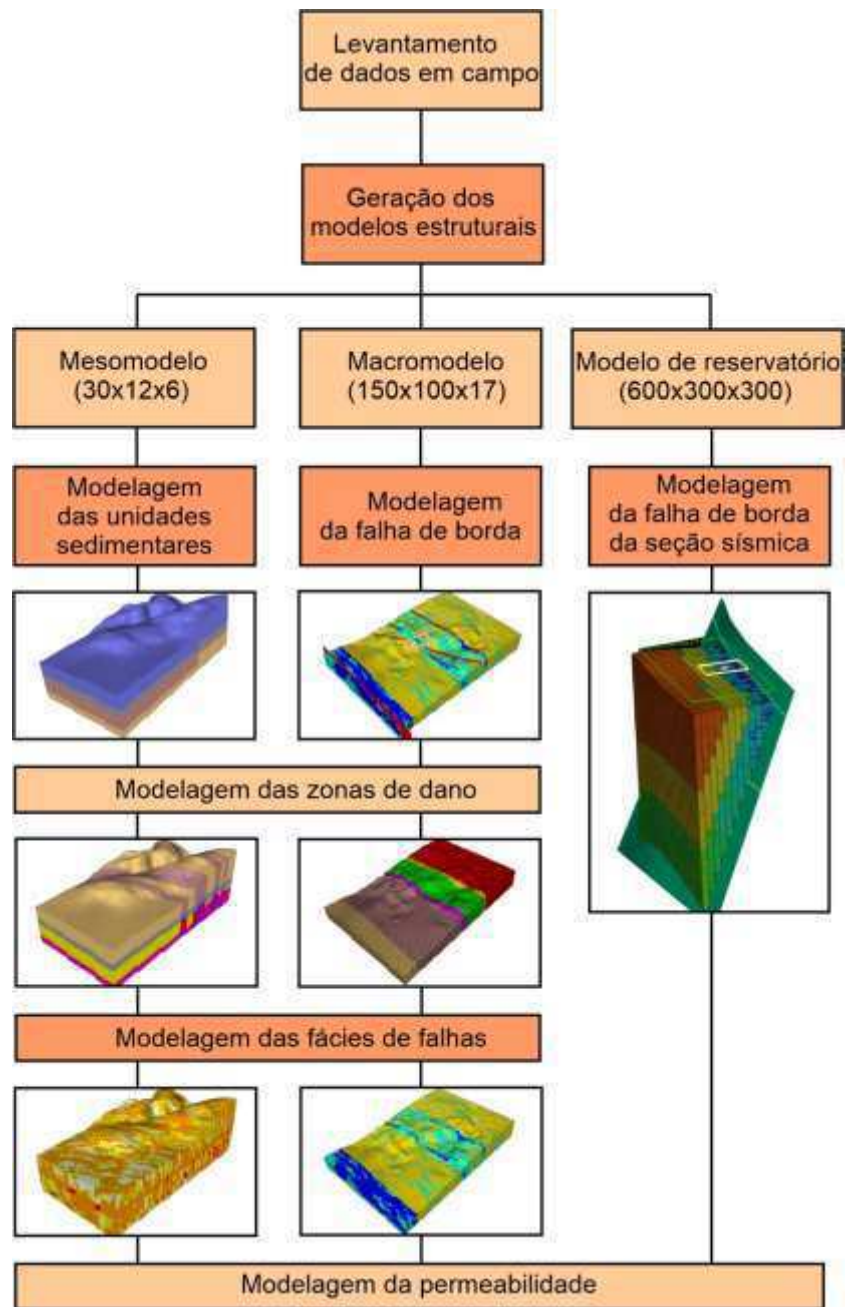 Levantamento
de dados em campo
Geração dos
modelos estruturais
Mesomodelo
(30x12x6)
Macromodelo
(150x100x17)
Modelo de reservatório
(600x300x300)
Modelagem
das unidades
sedimentares
Modelagem
da falha de borda
Modelagem
da falha de borda
da seção sísmica
Modelagem das zonas de dano
Modelagem das fácies de falhas
Modelagem da permeabilidade